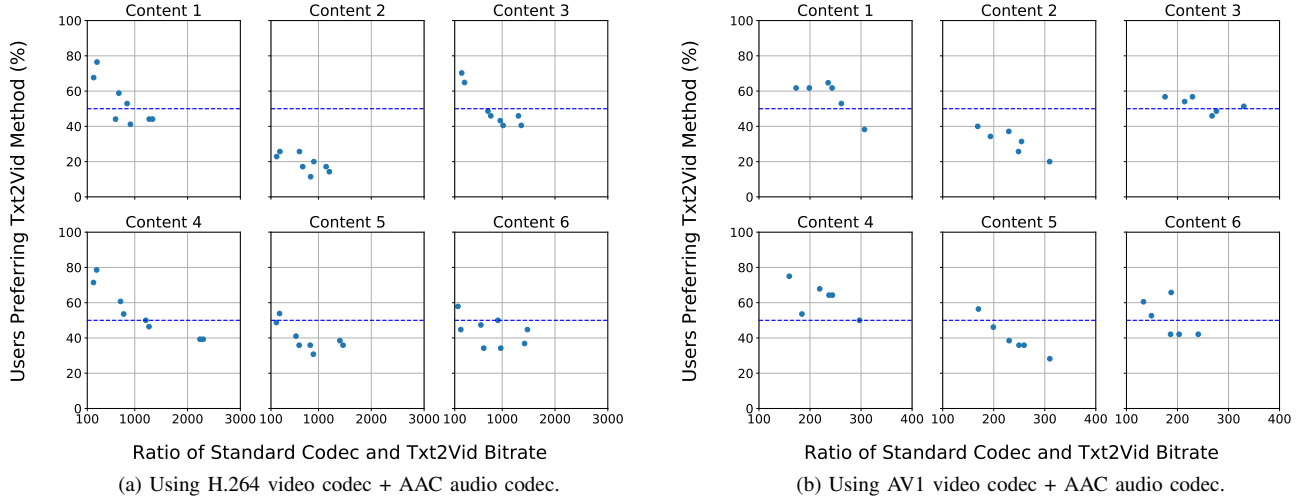 Content 1 Content 2 Content 3
100
80
60
40
20
0
Content 4 Content 5 Content 6
100
80
60
40
20
0
100 1000 2000 3000 100 1000 2000 3000 100 1000 2000 3000
Users Preferring Txt2Vid Method (%)
Ratio of Standard Codec and Txt2Vid Bitrate
(a) Using H.264 video codec + AAC audio codec.
Content 1 Content 2 Content 3
100
80
60
40
20
0
Content 4 Content 5 Content 6
100
80
60
40
20
0
100 200 300 400 100 200 300 400 100 200 300 400
Users Preferring Txt2Vid Method (%)
Ratio of Standard Codec and Txt2Vid Bitrate
(b) Using AV1 video codec + AAC audio codec.